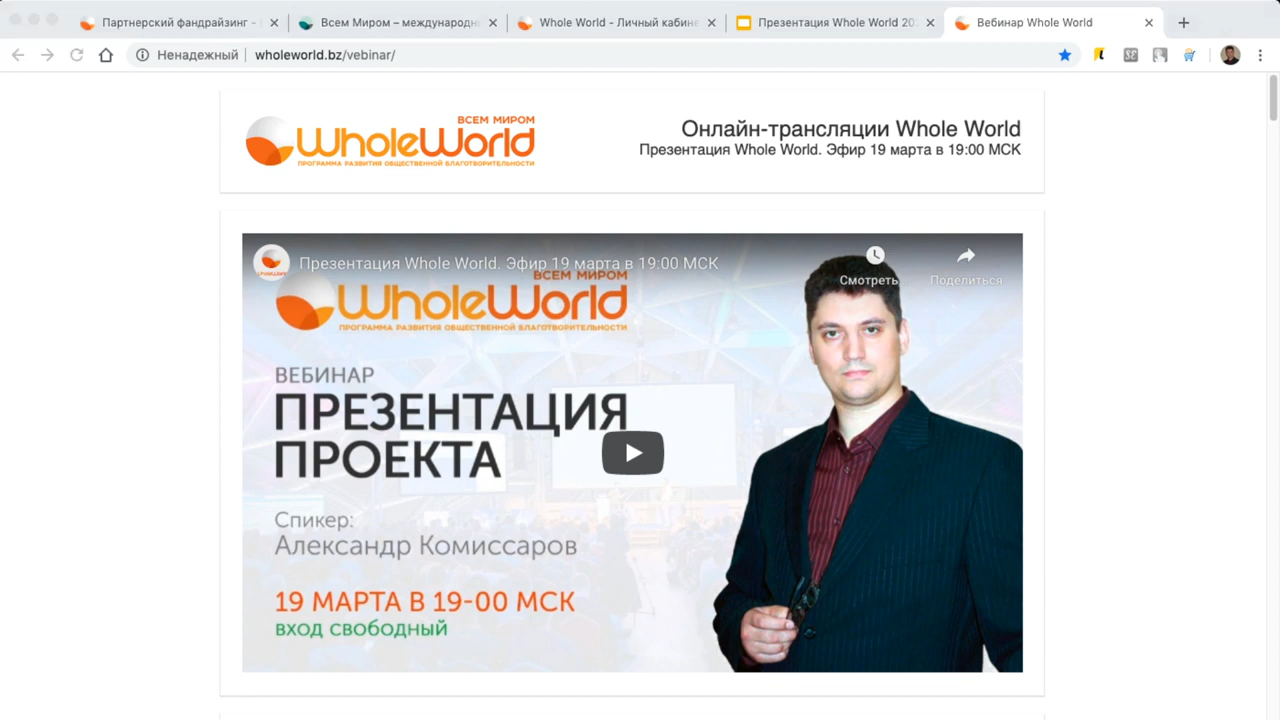 Партнерский фандрайзинг -
Всем Миром – международн
Whole World - Личный кабине
Презентация Whole World 202
Вебинар Whole World
Ненадежный
wholeworld.bz/vebinar/
ВСЕМ МИРОМ
WholeWorld
ПРОГРАММА РАЗВИТИЯ ОБЩЕСТВЕННОЙ БЛАГОТВОРИТЕЛЬНОСТИ
Онлайн-трансляции Whole World
Презентация Whole World. Эфир 19 марта в 19:00 МСК
Презентация Whole World. Эфир 19 марта в 19:00 МСК
Смотреть
Поделиться
ВСЕМ МИРОМ
WholeWorld
ПРОГРАММА РАЗВИТИЯ ОБЩЕСТВЕННОЙ БЛАГОТВОРИТЕЛЬНОСТИ
ВЕБИНАР
ПРЕЗЕНТАЦИЯ
ПРОЕКТА
Спикер:
Александр Комиссаров
19 МАРТА В 19-00 МСК
ВХОД СВОБОДНЫЙ